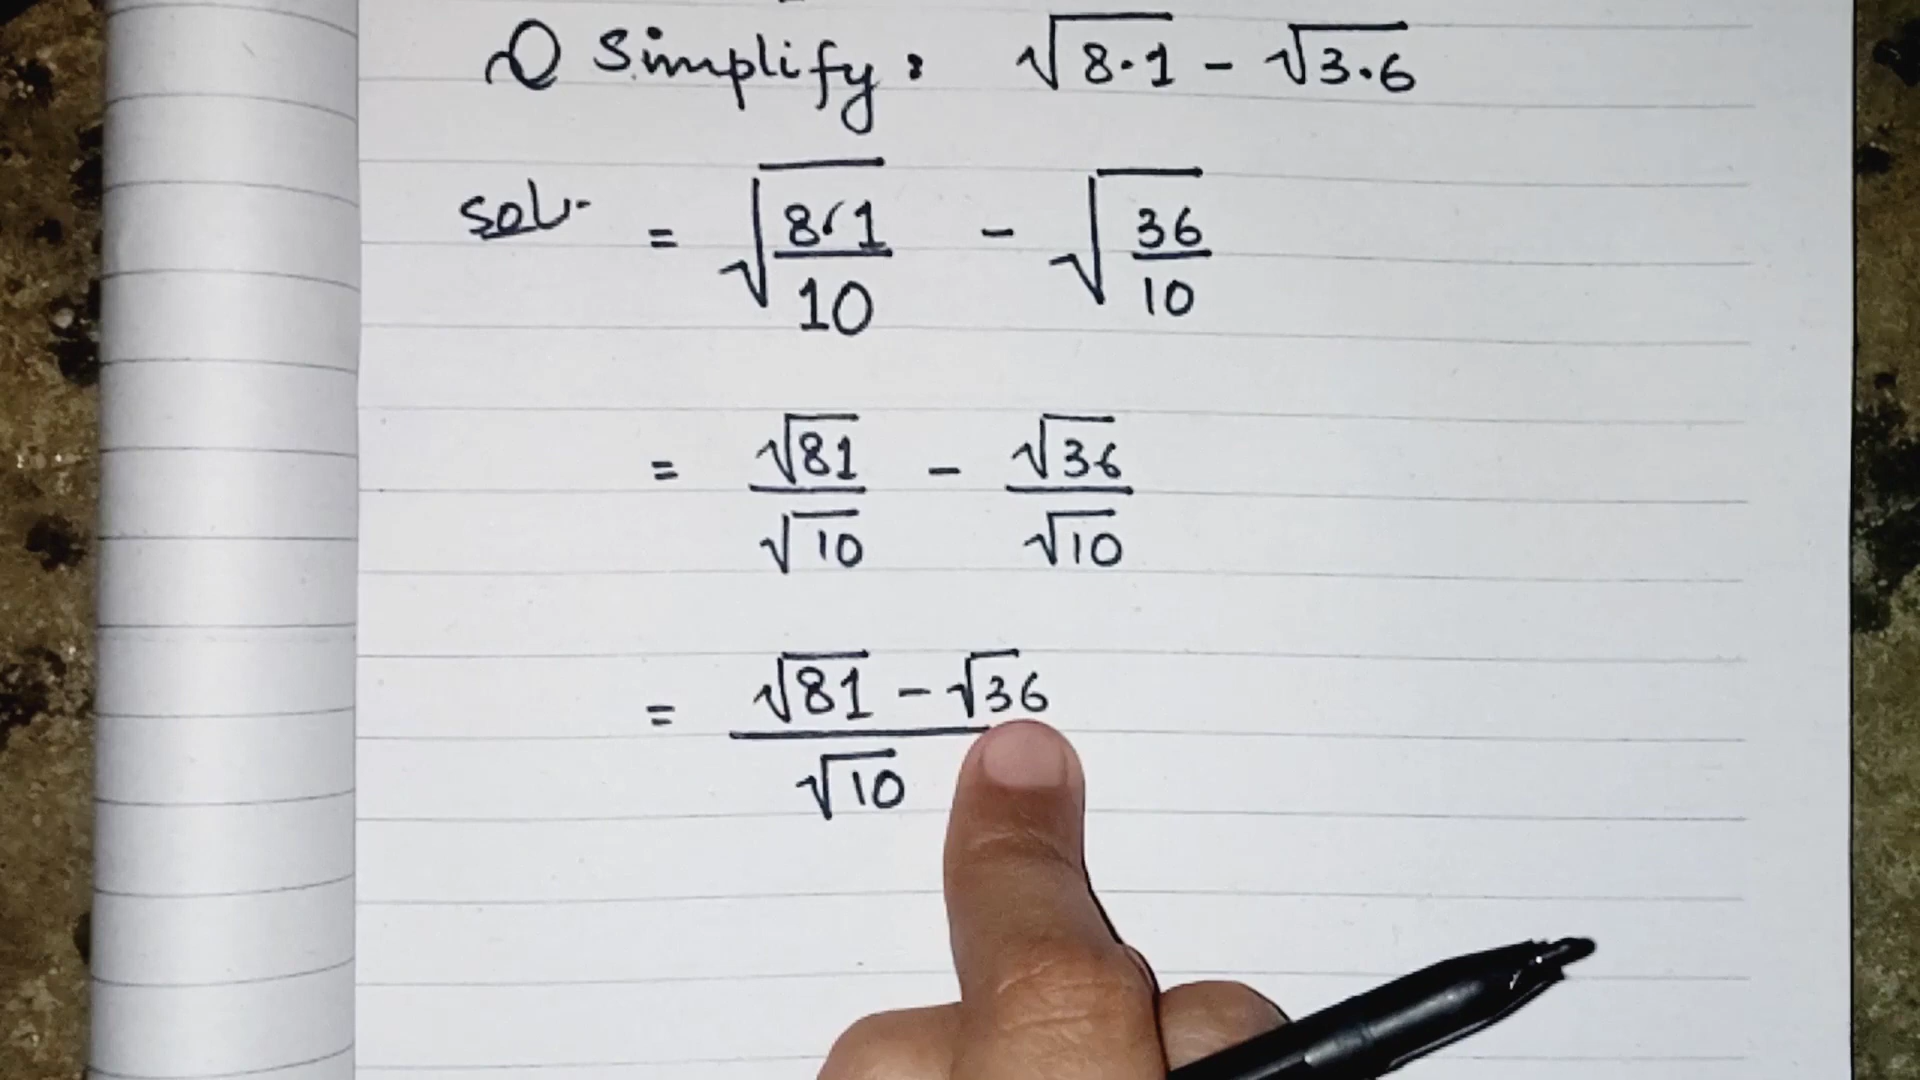 Q Simplify: √8.1 - √3.6
Sol. = √(81/10) - √(36/10)
= √81/√10 - √36/√10
= (√81 - √36)/√10